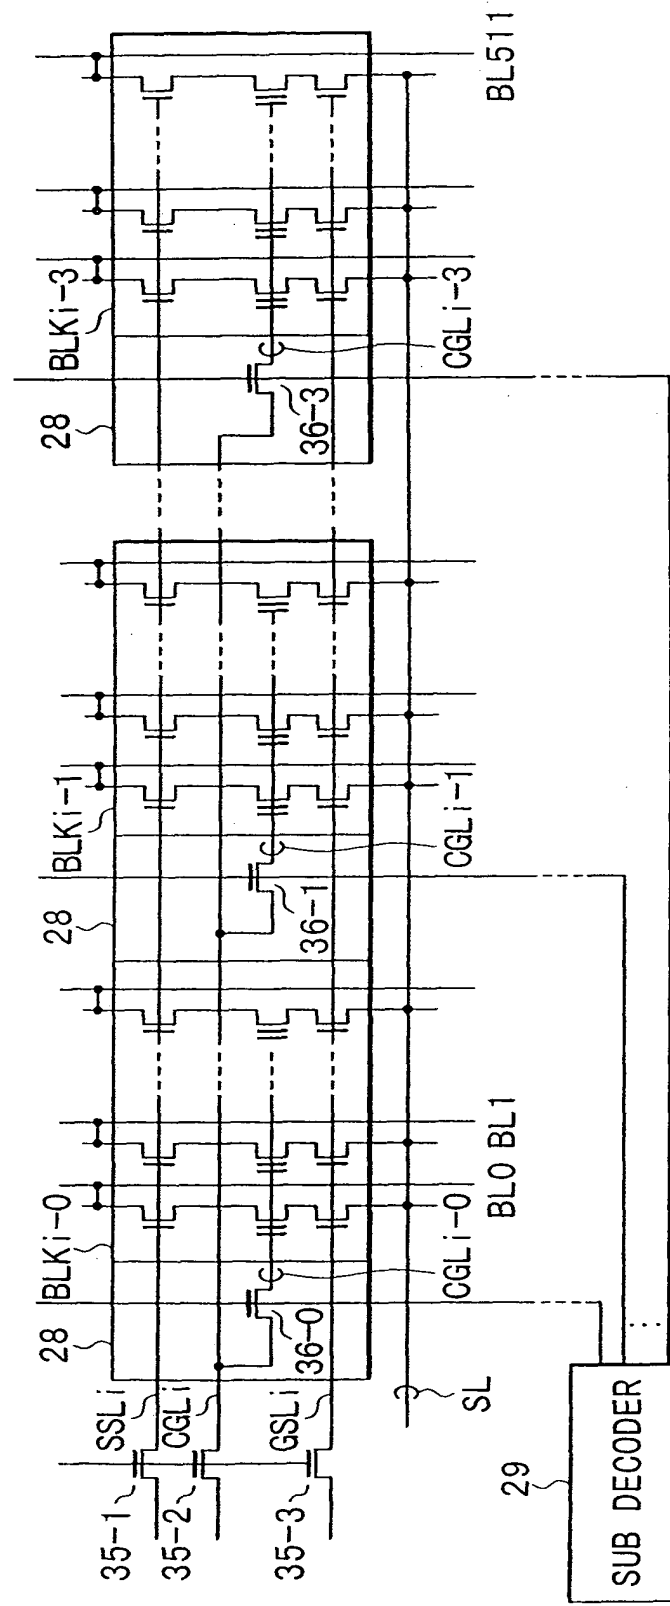 28
BLKi-0
28
BLKi-1
28
BLKi-3
35-1
SSLi
35-2
CGLi
35-3
GSLi
36-0
36-1
36-3
CGLi-0
BL0 BL1
CGLi-1
CGLi-3
BL511
SL
29
SUB DECODER